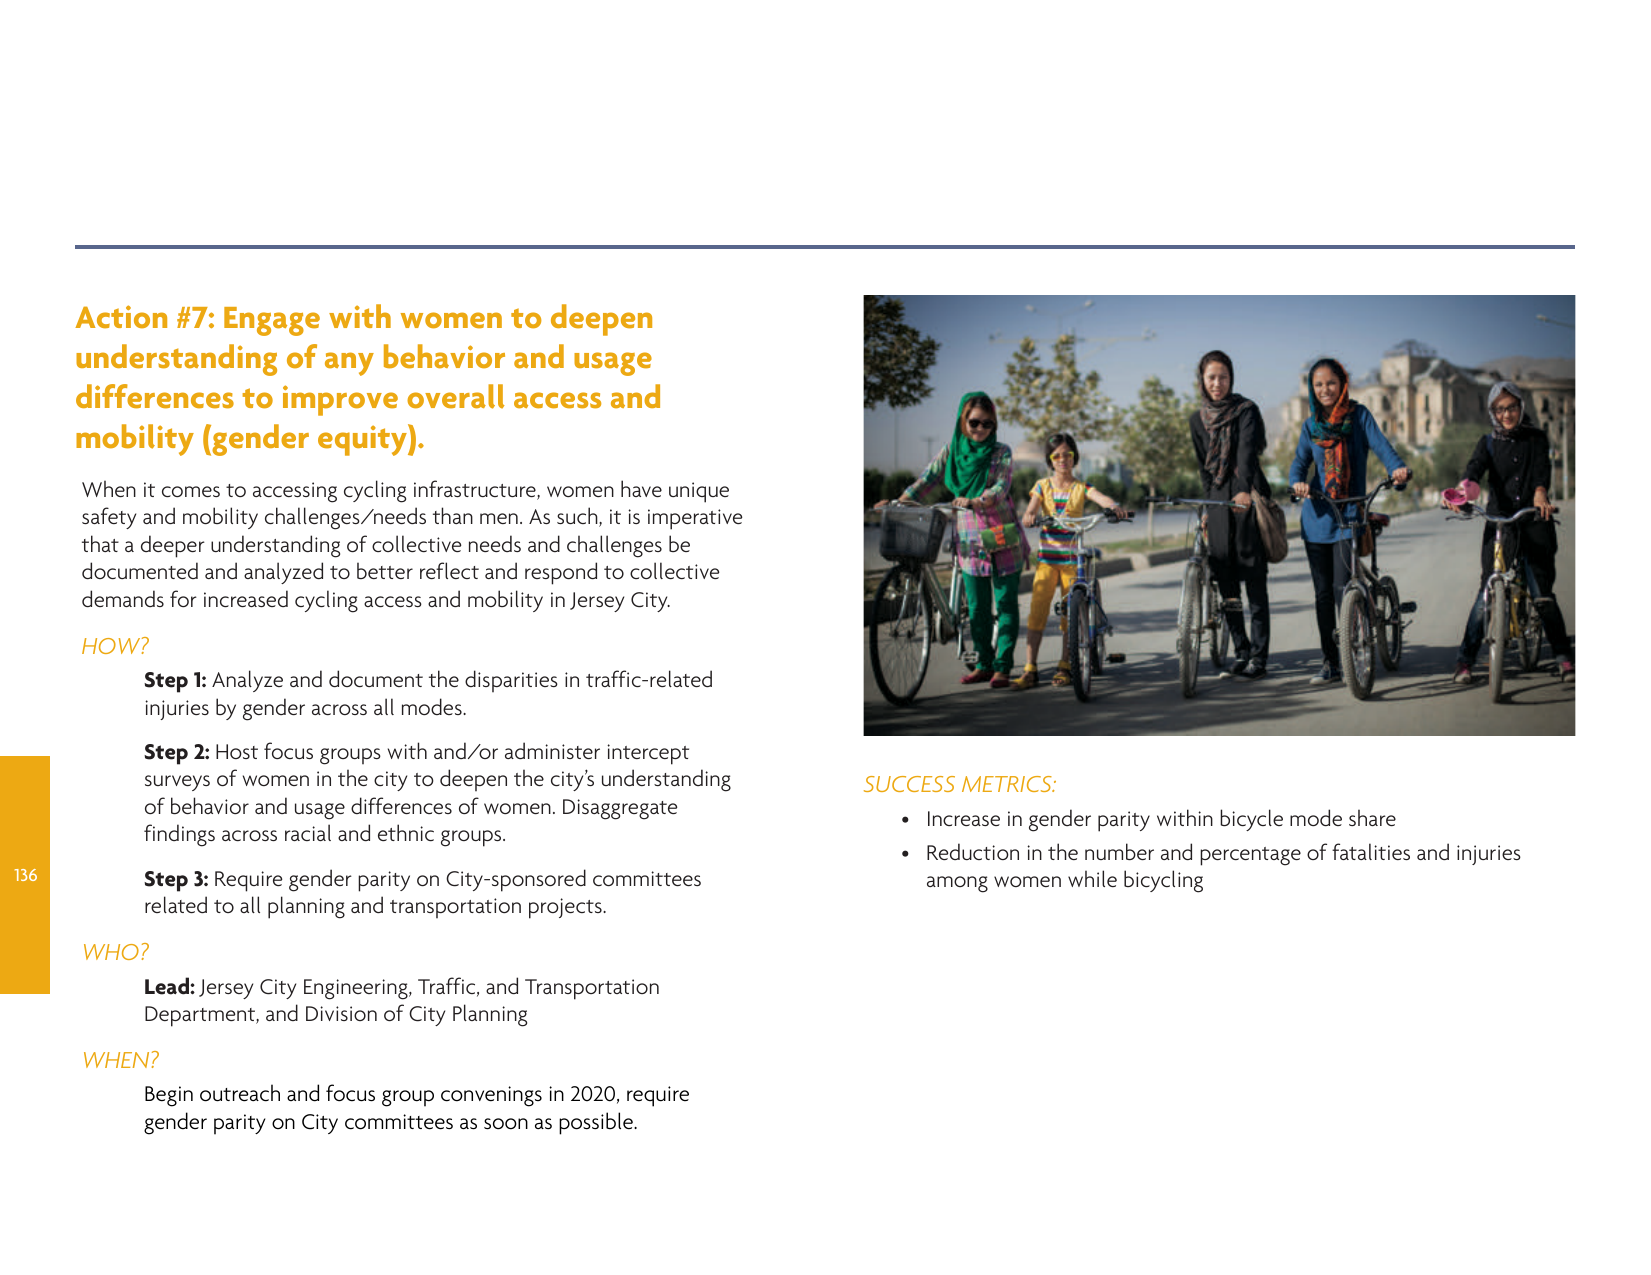 Action #7: Engage with women to deepen
understanding of any behavior and usage
differences to improve overall access and
mobility (gender equity).
When it comes to accessing cycling infrastructure, women have unique
safety and mobility challenges/needs than men. As such, it is imperative
that a deeper understanding of collective needs and challenges be
documented and analyzed to better reflect and respond to collective
demands for increased cycling access and mobility in Jersey City.
HOW?
Step 1: Analyze and document the disparities in traffic-related
injuries by gender across all modes.
Step 2: Host focus groups with and/or administer intercept
surveys of women in the city to deepen the city’s understanding
of behavior and usage differences of women. Disaggregate
findings across racial and ethnic groups.
Step 3: Require gender parity on City-sponsored committees
related to all planning and transportation projects.
WHO?
Lead: Jersey City Engineering, Traffic, and Transportation
Department, and Division of City Planning
WHEN?
Begin outreach and focus group convenings in 2020, require
gender parity on City committees as soon as possible.
SUCCESS METRICS:
• Increase in gender parity within bicycle mode share
• Reduction in the number and percentage of fatalities and injuries
among women while bicycling
136